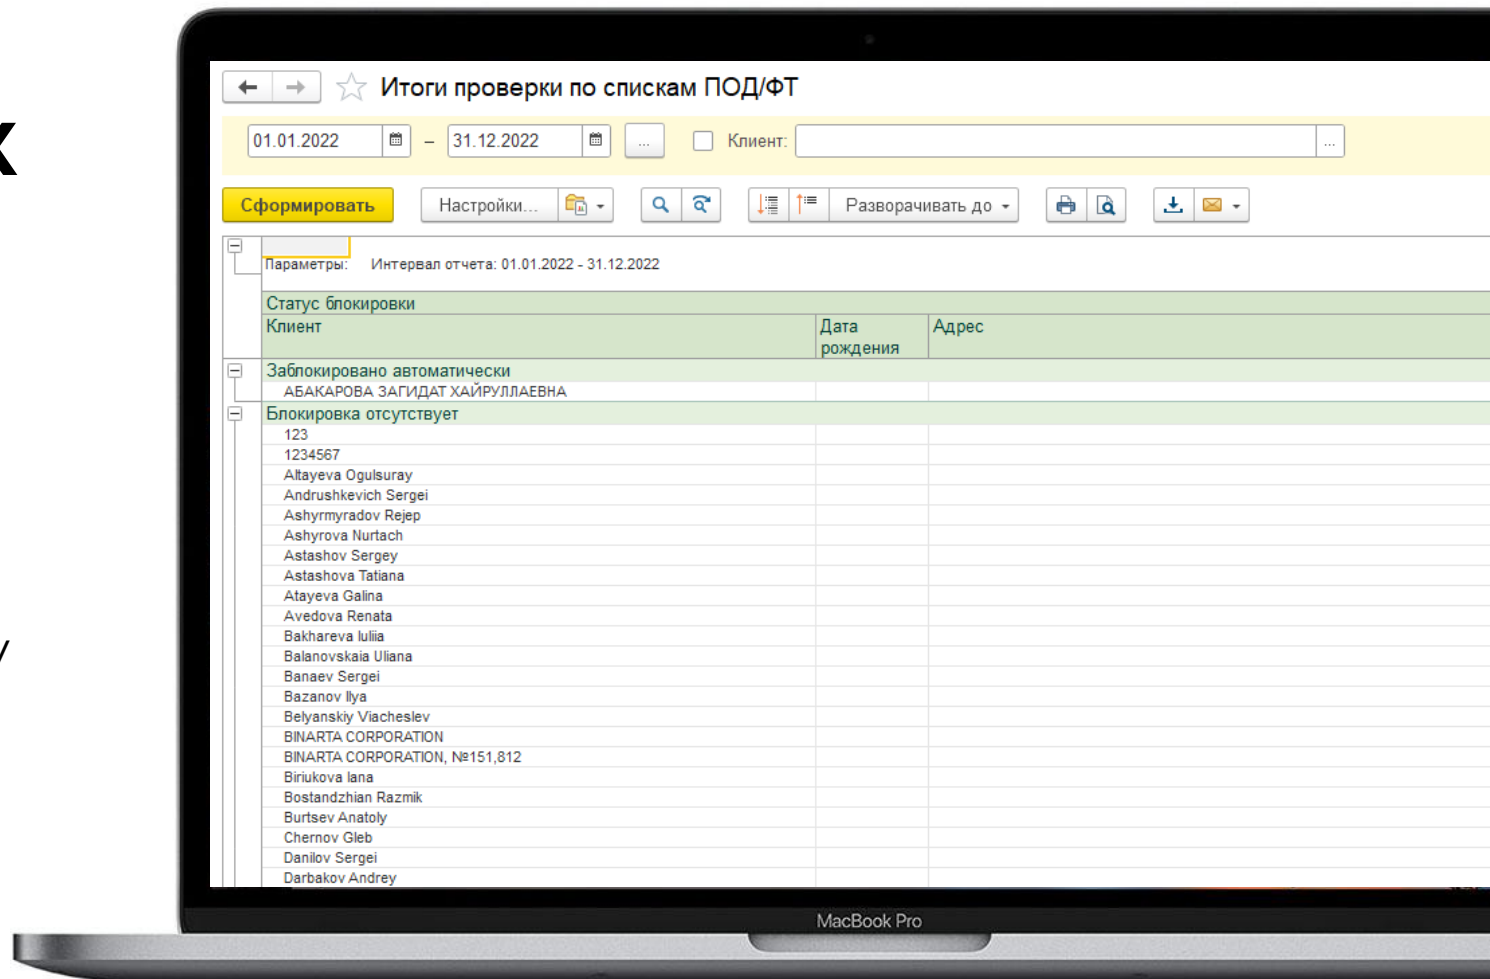 К
Итоги проверки по спискам ПОД/ФТ
01.01.2022 – 31.12.2022 ... Клиент: ...
Сформировать Настройки... Разворачивать до
Параметры: Интервал отчета: 01.01.2022 - 31.12.2022
Статус блокировки
Клиент Дата рождения Адрес
Заблокировано автоматически
АБАКАРОВА ЗАГИДАТ ХАЙРУЛЛАЕВНА
Блокировка отсутствует
123
1234567
Altayeva Ogulsuray
Andrushkevich Sergei
Ashyrmyradov Rejep
Ashyrova Nurtach
Astashov Sergey
Astashova Tatiana
Atayeva Galina
Avedova Renata
Bakhareva Iuliia
Balanovskaia Uliana
Banaev Sergei
Bazanov Ilya
Belyanskiy Viacheslev
BINARTA CORPORATION
BINARTA CORPORATION, №151,812
Biriukova Iana
Bostandzhian Razmik
Burtsev Anatoly
Chernov Gleb
Danilov Sergei
Darbakov Andrey
MacBook Pro